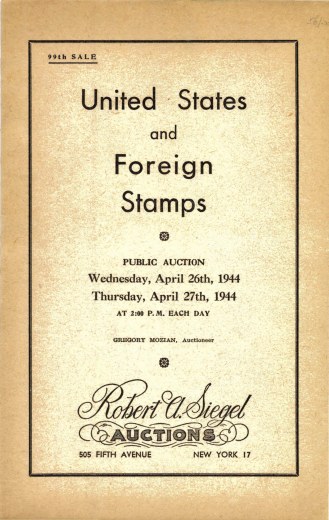 99th SALE
United States
and
Foreign
Stamps
PUBLIC AUCTION
Wednesday, April 26th, 1944
Thursday, April 27th, 1944
AT 2:00 P. M. EACH DAY
GREGORY MOZIAN, Auctioneer
Robert A. Siegel
AUCTIONS
505 FIFTH AVENUE NEW YORK 17